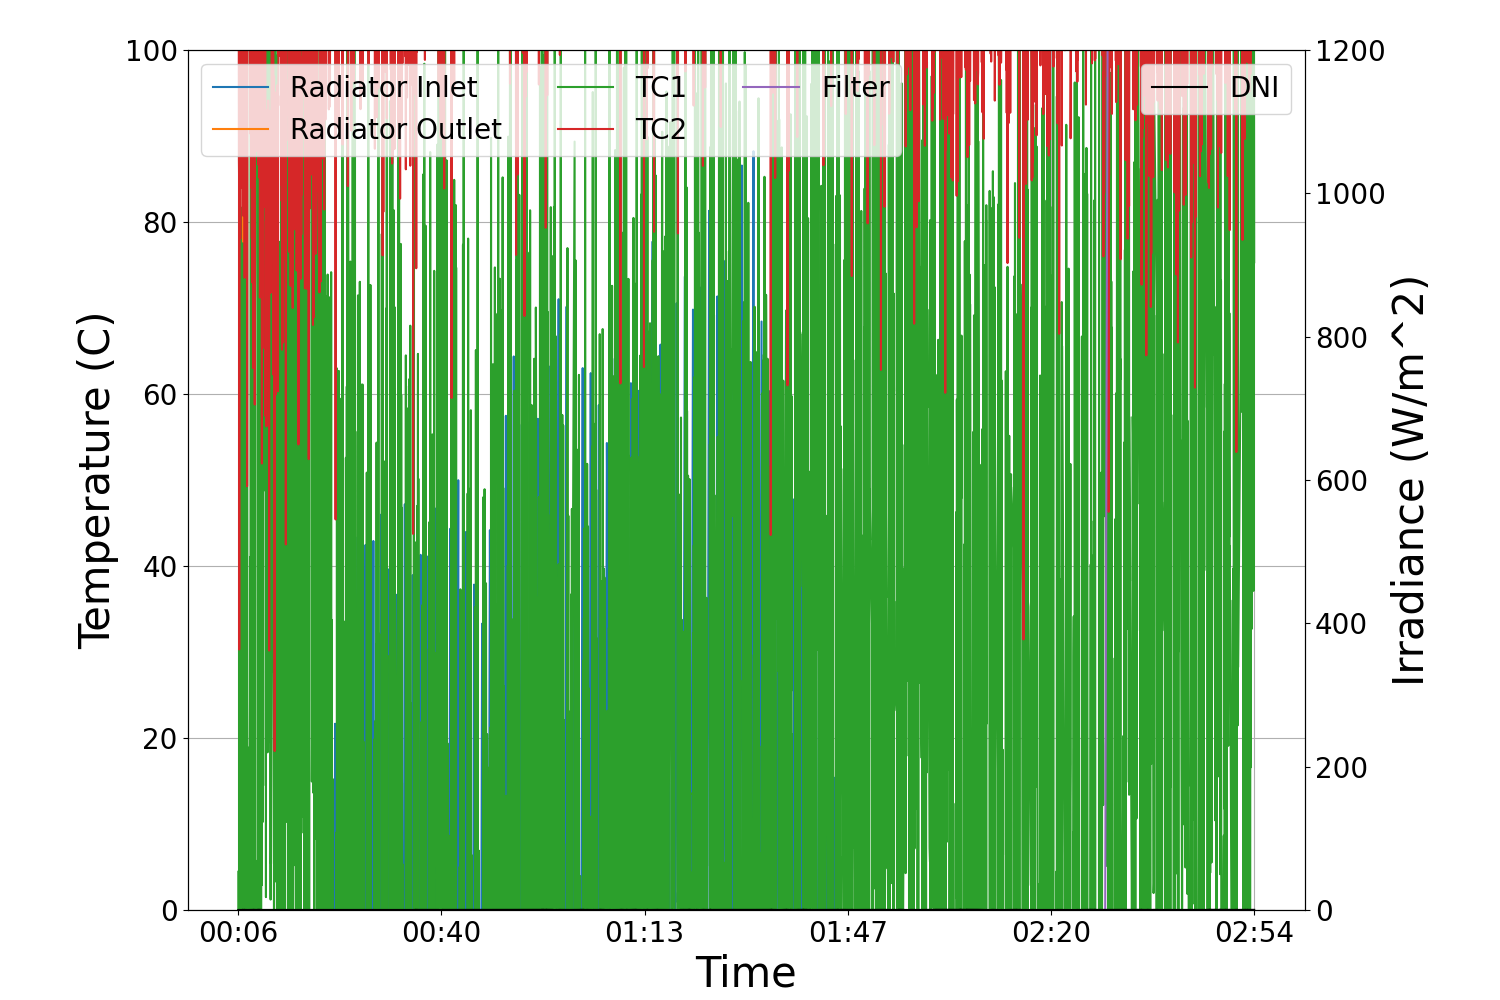 100
80
60
40
20
0
Temperature (C)
Radiator Inlet
Radiator Outlet
TC1
TC2
Filter
DNI
1200
1000
800
600
400
200
0
Irradiance (W/m^2)
00:06 00:40 01:13 01:47 02:20 02:54
Time